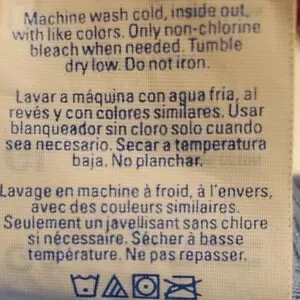 Machine wash cold, inside out,
with like colors. Only non-chlorine
bleach when needed. Tumble
dry low. Do not iron.
Lavar a máquina con agua fría, al
revés y con colores similares. Usar
blanqueador sin cloro solo cuando
sea necesario. Secar a temperatura
baja. No planchar.
Lavage en machine à froid, à l'envers,
avec des couleurs similaires.
Seulement un javellisant sans chlore
si nécessaire. Sécher à basse
température. Ne pas repasser.